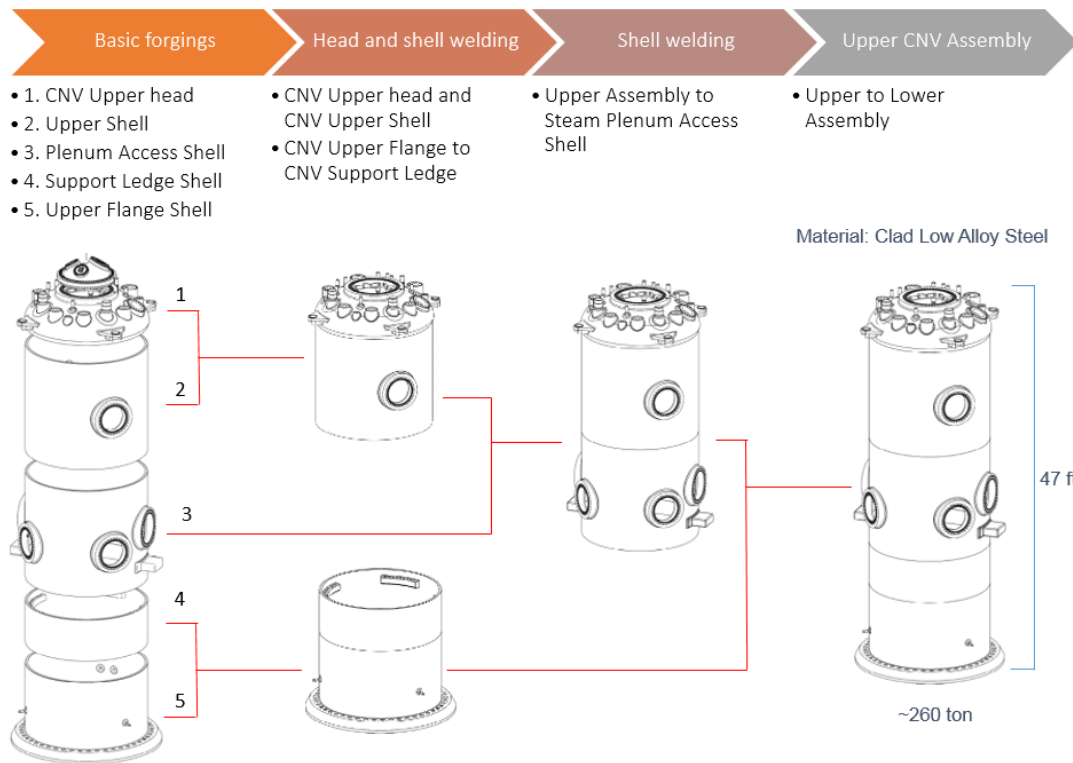 Basic forgings
Head and shell welding
Shell welding
Upper CNV Assembly
• 1. CNV Upper head
• 2. Upper Shell
• 3. Plenum Access Shell
• 4. Support Ledge Shell
• 5. Upper Flange Shell
• CNV Upper head and
CNV Upper Shell
• CNV Upper Flange to
CNV Support Ledge
• Upper Assembly to
Steam Plenum Access
Shell
• Upper to Lower
Assembly
Material: Clad Low Alloy Steel
1
2
3
4
5
47 f
~260 ton